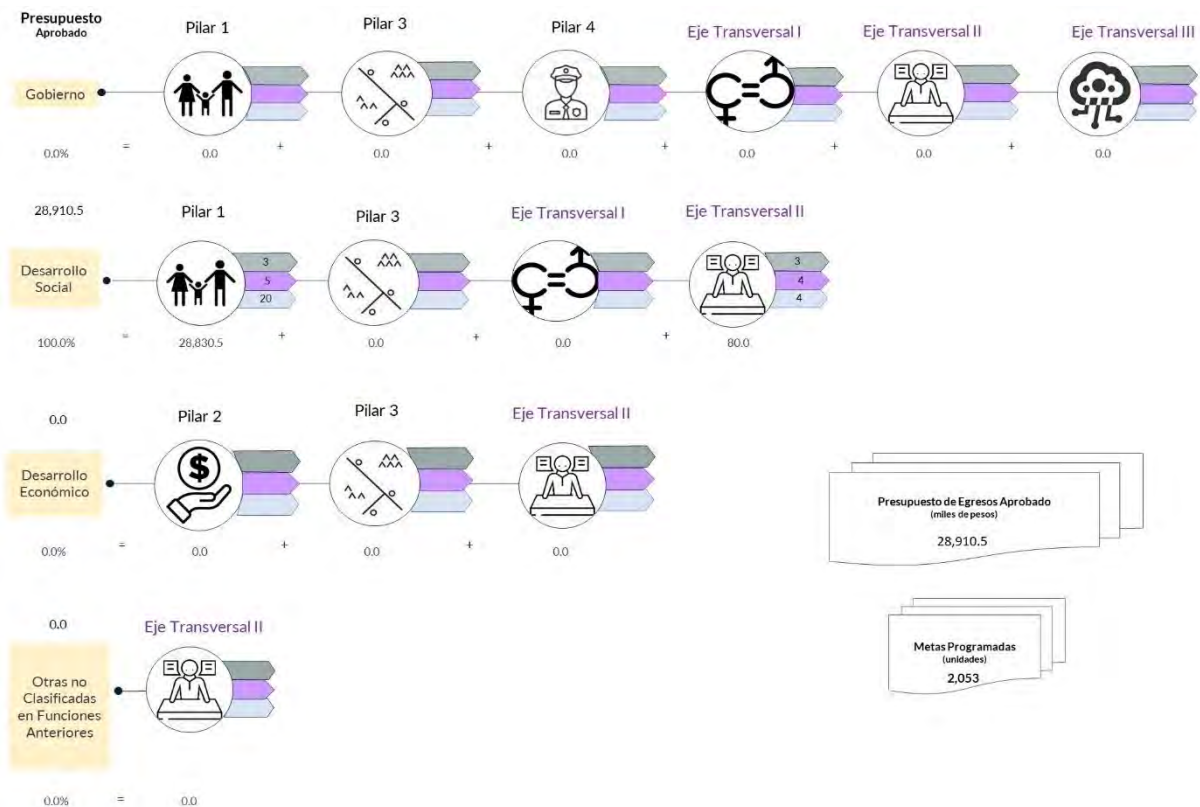 Presupuesto
Aprobado
Pilar 1
Pilar 3
Pilar 4
Eje Transversal I
Eje Transversal II
Eje Transversal III
Gobierno
0.0% = 0.0 + 0.0 + 0.0 + 0.0 + 0.0 + 0.0
28,910.5
Pilar 1
Pilar 3
Eje Transversal I
Eje Transversal II
Desarrollo
Social
3
5
20
3
4
4
100.0% = 28,830.5 + 0.0 + 0.0 + 80.0
0.0
Pilar 2
Pilar 3
Eje Transversal II
Desarrollo
Económico
0.0% = 0.0 + 0.0 + 0.0
Presupuesto de Egresos Aprobado
(miles de pesos)
28,910.5
0.0
Eje Transversal II
Otras no
Clasificadas
en Funciones
Anteriores
0.0% = 0.0
Metas Programadas
(unidades)
2,053